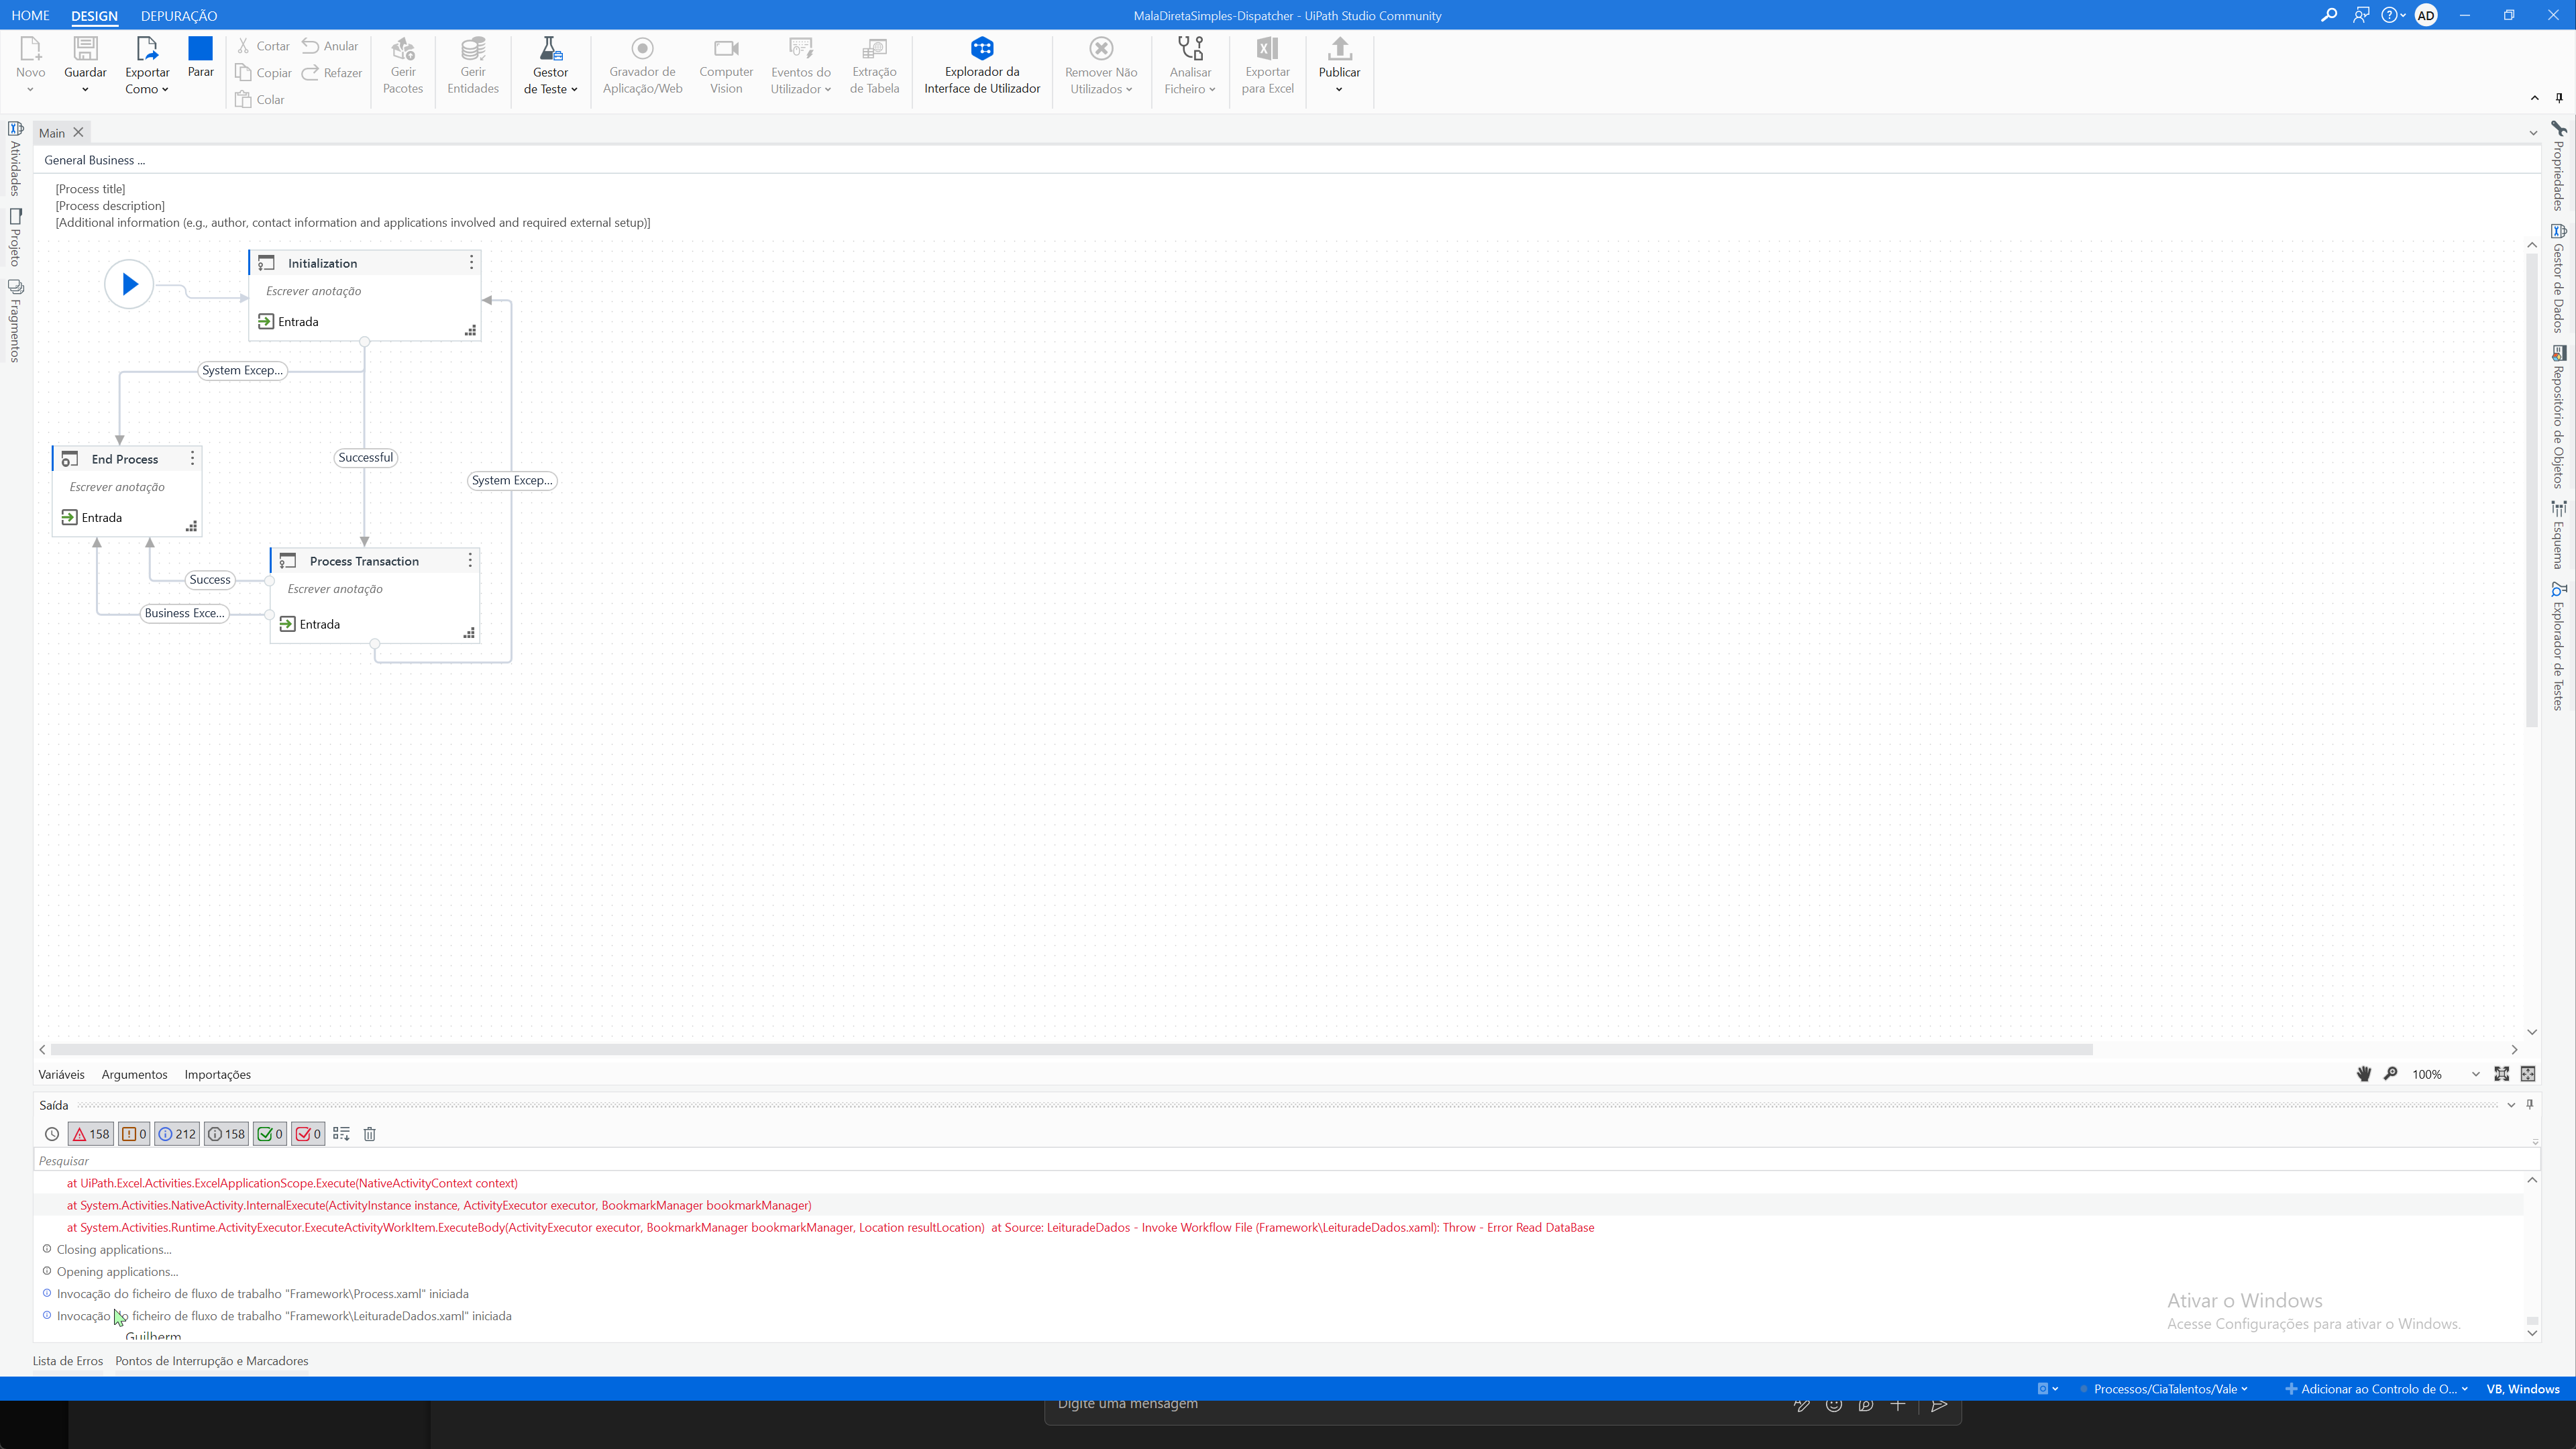 HOME DESIGN DEPURAÇÃO MalaDiretaSimples-Dispatcher - UiPath Studio Community AD
Novo Guardar Exportar Como Parar Cortar Copiar Colar Anular Refazer Gerir Pacotes Gerir Entidades Gestor de Teste Gravador de Aplicação/Web Computer Vision Eventos do Utilizador Extração de Tabela Explorador da Interface de Utilizador Remover Não Utilizados Analisar Ficheiro Exportar para Excel Publicar
Main
General Business ...
[Process title]
[Process description]
[Additional information (e.g., author, contact information and applications involved and required external setup)]
Atividades
Projeto
Fragmentos
Initialization
Escrever anotação
Entrada
System Excep...
End Process
Escrever anotação
Entrada
Successful
System Excep...
Process Transaction
Escrever anotação
Entrada
Success
Business Exce...
Propriedades
Gestor de Dados
Repositório de Objetos
Esquema
Explorador de Testes
Variáveis Argumentos Importações 100%
Saída
158 0 212 158 0 0
Pesquisar
at UiPath.Excel.Activities.ExcelApplicationScope.Execute(NativeActivityContext context)
at System.Activities.NativeActivity.InternalExecute(ActivityInstance instance, ActivityExecutor executor, BookmarkManager bookmarkManager)
at System.Activities.Runtime.ActivityExecutor.ExecuteActivityWorkItem.ExecuteBody(ActivityExecutor executor, BookmarkManager bookmarkManager, Location resultLocation) at Source: LeituradeDados - Invoke Workflow File (Framework\LeituradeDados.xaml): Throw - Error Read DataBase
Closing applications...
Opening applications...
Invocação do ficheiro de fluxo de trabalho "Framework\Process.xaml" iniciada
Invocação do ficheiro de fluxo de trabalho "Framework\LeituradeDados.xaml" iniciada
Guilherm
Ativar o Windows
Acesse Configurações para ativar o Windows.
Lista de Erros Pontos de Interrupção e Marcadores
Processos/CiaTalentos/Vale Adicionar ao Controlo de O... VB, Windows
Digite uma mensagem